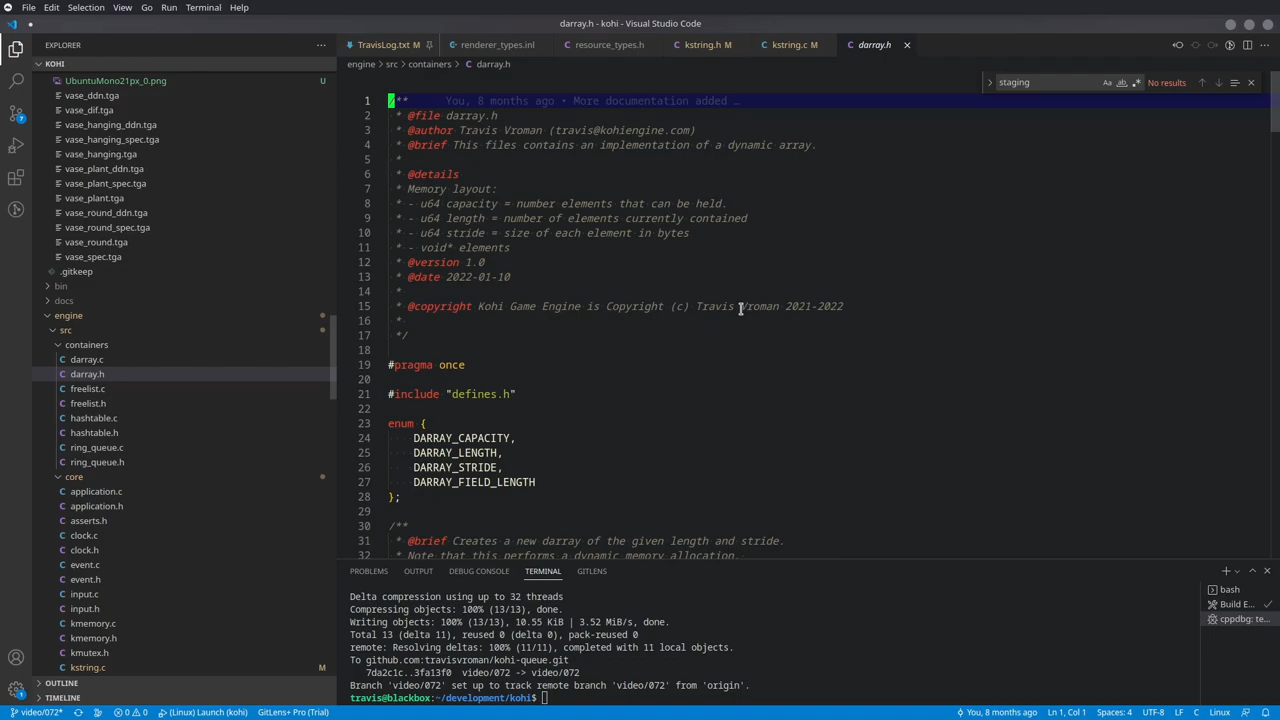 File Edit Selection View Go Run Terminal Help
darray.h - kohi - Visual Studio Code
EXPLORER
TravisLog.txt
renderer_types.inl
resource_types.h
kstring.h M
kstring.c M
darray.h
KOHI
engine > src > containers > darray.h
staging
Aa
ab
No results
UbuntuMono21px_0.png U
vase_ddn.tga
vase_dif.tga
vase_hanging_ddn.tga
vase_hanging_spec.tga
vase_hanging.tga
vase_plant_ddn.tga
vase_plant_spec.tga
vase_plant.tga
vase_round_ddn.tga
vase_round_spec.tga
vase_round.tga
vase_spec.tga
.gitkeep
bin
docs
engine
src
containers
C darray.c
C darray.h
C freelist.c
C freelist.h
C hashtable.c
C hashtable.h
C ring_queue.c
C ring_queue.h
core
C application.c
C application.h
C asserts.h
C clock.c
C clock.h
C event.c
C event.h
C input.c
C input.h
C kmemory.c
C kmemory.h
C kmutex.h
C kstring.c M
OUTLINE
TIMELINE
1 /** You, 8 months ago • More documentation added …
2 * @file darray.h
3 * @author Travis Vroman (travis@kohiengine.com)
4 * @brief This files contains an implementation of a dynamic array.
5 *
6 * @details
7 * Memory layout:
8 * - u64 capacity = number elements that can be held.
9 * - u64 length = number of elements currently contained
10 * - u64 stride = size of each element in bytes
11 * - void* elements
12 * @version 1.0
13 * @date 2022-01-10
14 *
15 * @copyright Kohi Game Engine is Copyright (c) Travis Vroman 2021-2022
16 *
17 */
18
19 #pragma once
20
21 #include "defines.h"
22
23 enum {
24 DARRAY_CAPACITY,
25 DARRAY_LENGTH,
26 DARRAY_STRIDE,
27 DARRAY_FIELD_LENGTH
28 };
29
30 /**
31 * @brief Creates a new darray of the given length and stride.
32 * Note that this performs a dynamic memory allocation.
PROBLEMS OUTPUT DEBUG CONSOLE TERMINAL GITLENS
Delta compression using up to 32 threads
Compressing objects: 100% (13/13), done.
Writing objects: 100% (13/13), 10.55 KiB | 3.52 MiB/s, done.
Total 13 (delta 11), reused 0 (delta 0), pack-reused 0
remote: Resolving deltas: 100% (11/11), completed with 11 local objects.
To github.com:travisvroman/kohi-queue.git
7da2c1c..3fa13f0 video/072 -> video/072
Branch 'video/072' set up to track remote branch 'video/072' from 'origin'.
travis@blackbox:~/development/kohi$
bash
Build E...
cppdbg: te...
video/072* 0 0 (Linux) Launch (kohi) GitLens+ Pro (Trial) You, 8 months ago Ln 1, Col 1 Spaces: 4 UTF-8 LF C Linux